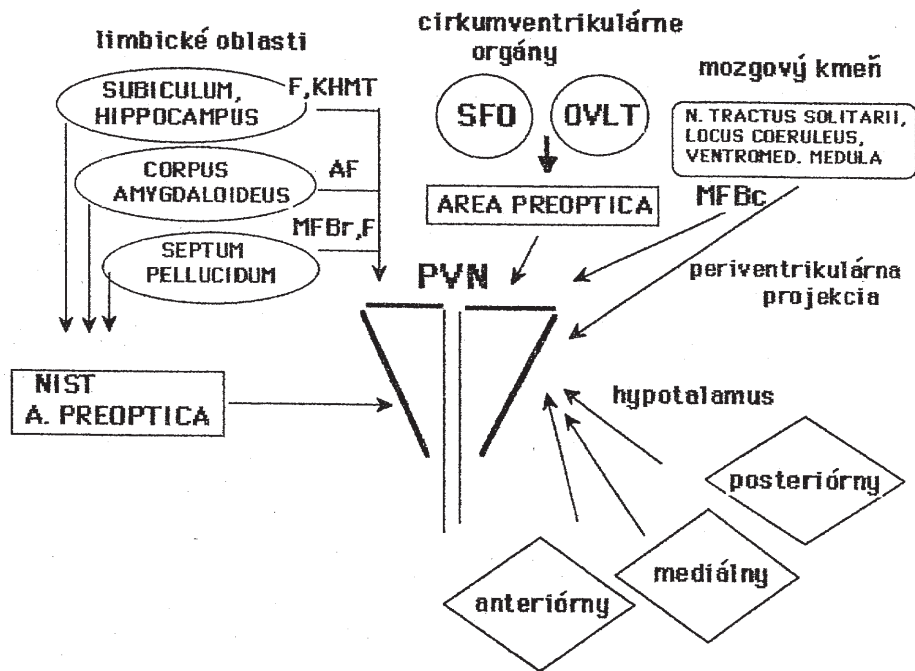 limbické oblasti
SUBICULUM,
HIPPOCAMPUS
F,KHMT
CORPUS
AMYGDALOIDEUS
AF
SEPTUM
PELLUCIDUM
MFBr,F
NIST
A. PREOPTICA
cirkumventrikulárne
orgány
SFO
OVLT
AREA PREOPTICA
PVN
mozgový kmeň
N. TRACTUS SOLITARII,
LOCUS COERULEUS,
VENTROMED. MEDULA
MFBc
periventrikulárna
projekcia
hypotalamus
posteriórny
mediálny
anteriórny